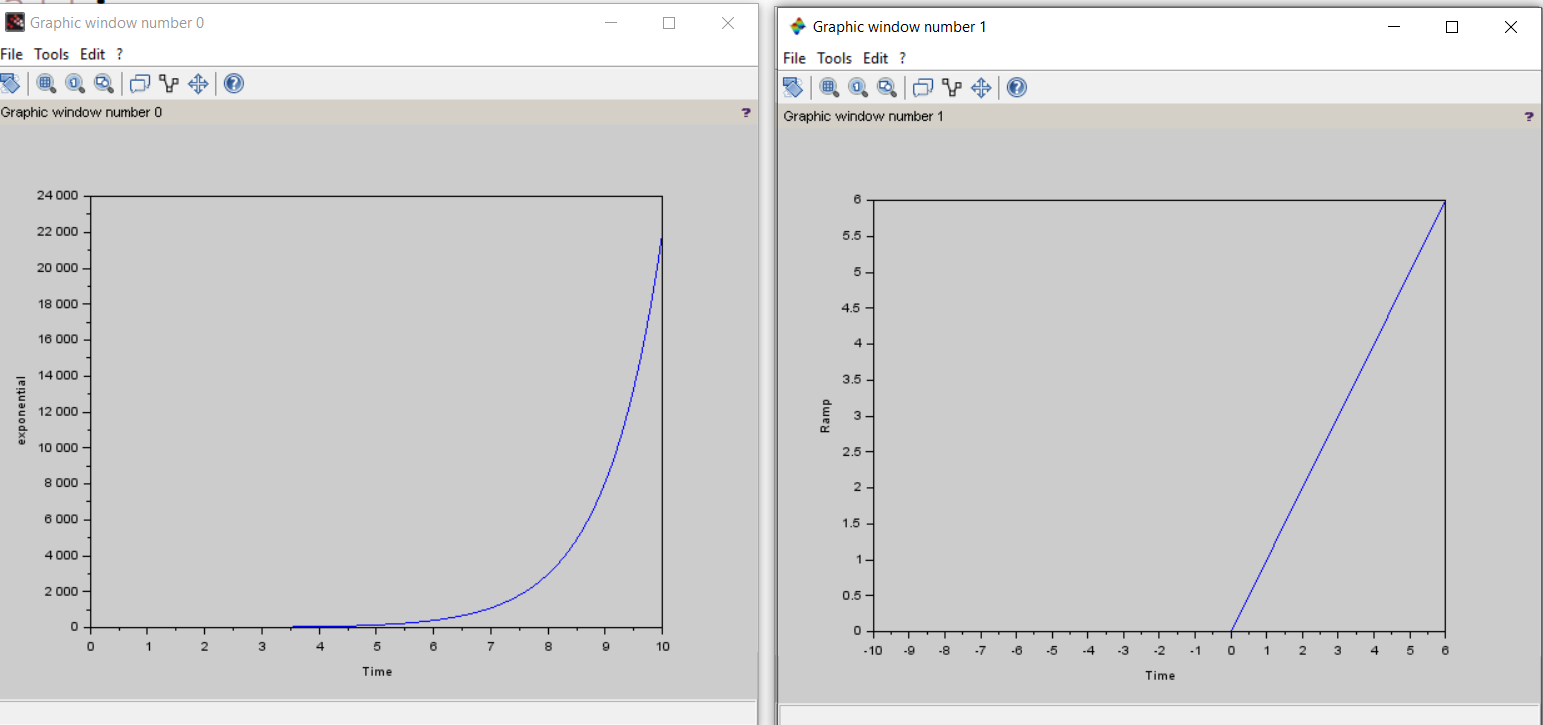 Graphic window number 0
File Tools Edit ?
Graphic window number 0 ?
24 000
22 000
20 000
18 000
16 000
14 000
12 000
10 000
8 000
6 000
4 000
2 000
0
exponential
0 1 2 3 4 5 6 7 8 9 10
Time
Graphic window number 1
File Tools Edit ?
Graphic window number 1 ?
6
5.5
5
4.5
4
3.5
3
2.5
2
1.5
1
0.5
0
Ramp
-10 -9 -8 -7 -6 -5 -4 -3 -2 -1 0 1 2 3 4 5 6
Time